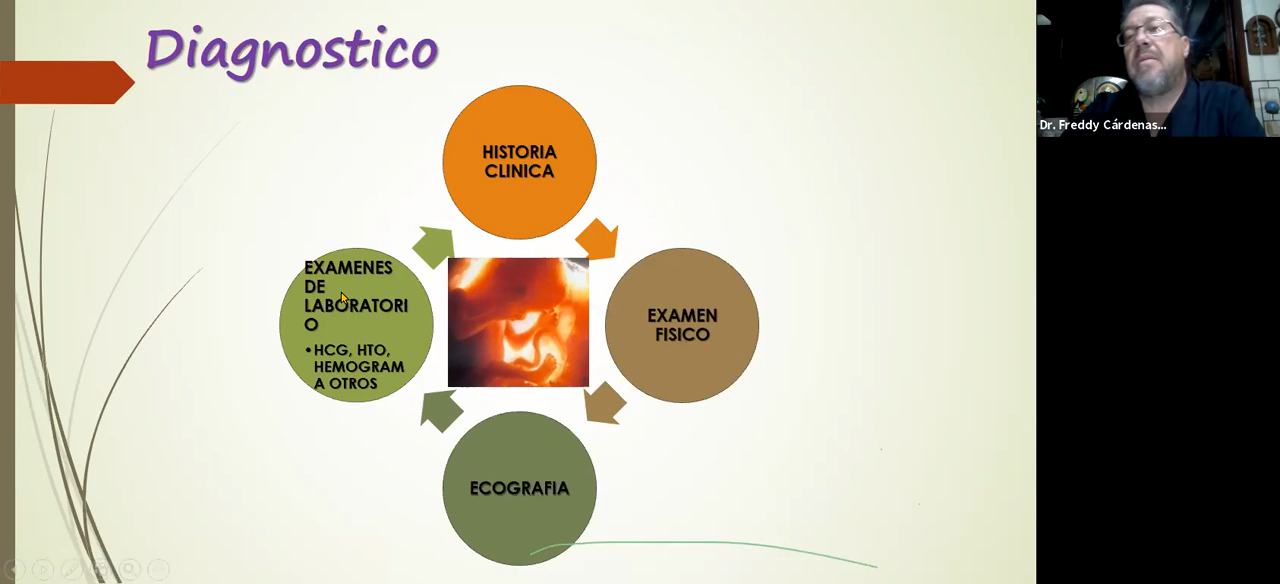 Diagnostico
HISTORIA
CLINICA
EXAMEN
FISICO
ECOGRAFIA
EXAMENES
DE
LABORATORI
O
•HCG, HTO,
HEMOGRAM
A OTROS
Dr. Freddy Cárdenas...